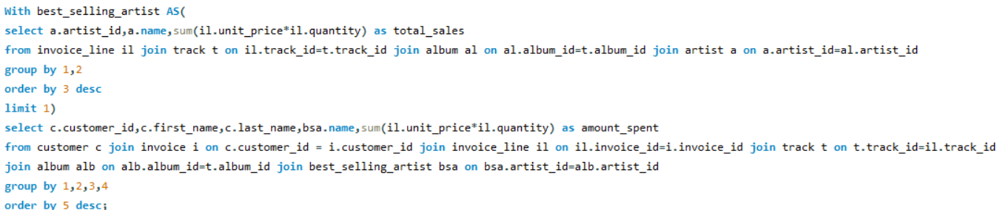 With best_selling_artist AS(
select a.artist_id,a.name,sum(il.unit_price*il.quantity) as total_sales
from invoice_line il join track t on il.track_id=t.track_id join album al on al.album_id=t.album_id join artist a on a.artist_id=al.artist_id
group by 1,2
order by 3 desc
limit 1)
select c.customer_id,c.first_name,c.last_name,bsa.name,sum(il.unit_price*il.quantity) as amount_spent
from customer c join invoice i on c.customer_id = i.customer_id join invoice_line il on il.invoice_id=i.invoice_id join track t on t.track_id=il.track_id
join album alb on alb.album_id=t.album_id join best_selling_artist bsa on bsa.artist_id=alb.artist_id
group by 1,2,3,4
order by 5 desc;